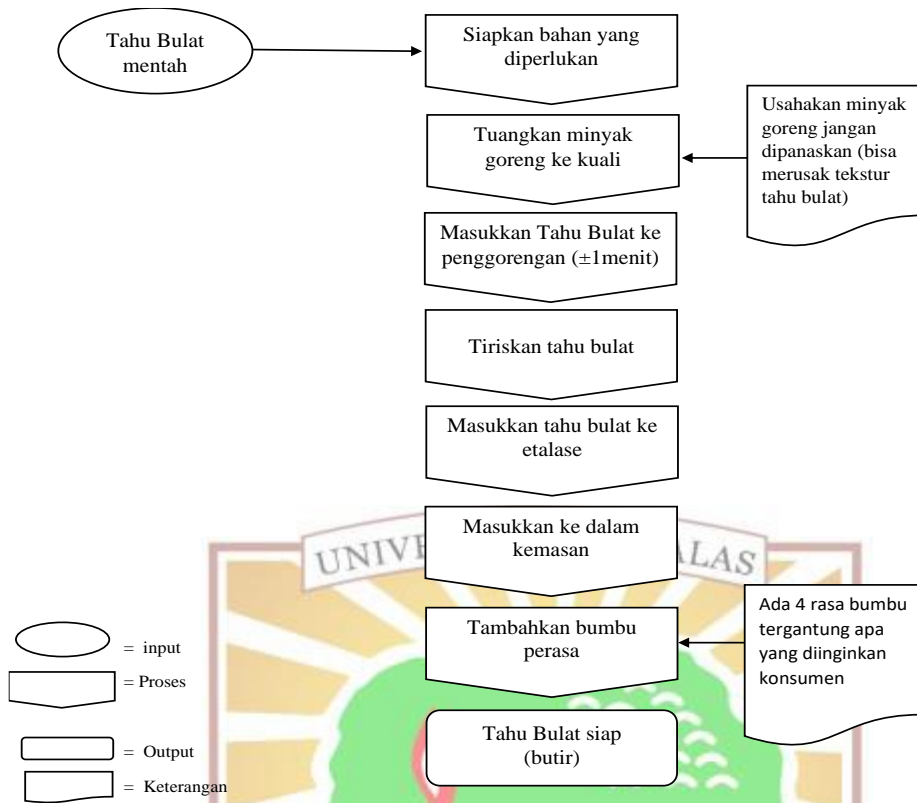 Tahu Bulat
mentah
Siapkan bahan yang
diperlukan
Tuangkan minyak
goreng ke kuali
Usahakan minyak
goreng jangan
dipanaskan (bisa
merusak tekstur
tahu bulat)
Masukkan Tahu Bulat ke
penggorengan (±1menit)
Tiriskan tahu bulat
Masukkan tahu bulat ke
etalase
Masukkan ke dalam
kemasan
Tambahkan bumbu
perasa
Ada 4 rasa bumbu
tergantung apa
yang diinginkan
konsumen
Tahu Bulat siap
(butir)
= input
= Proses
= Output
= Keterangan